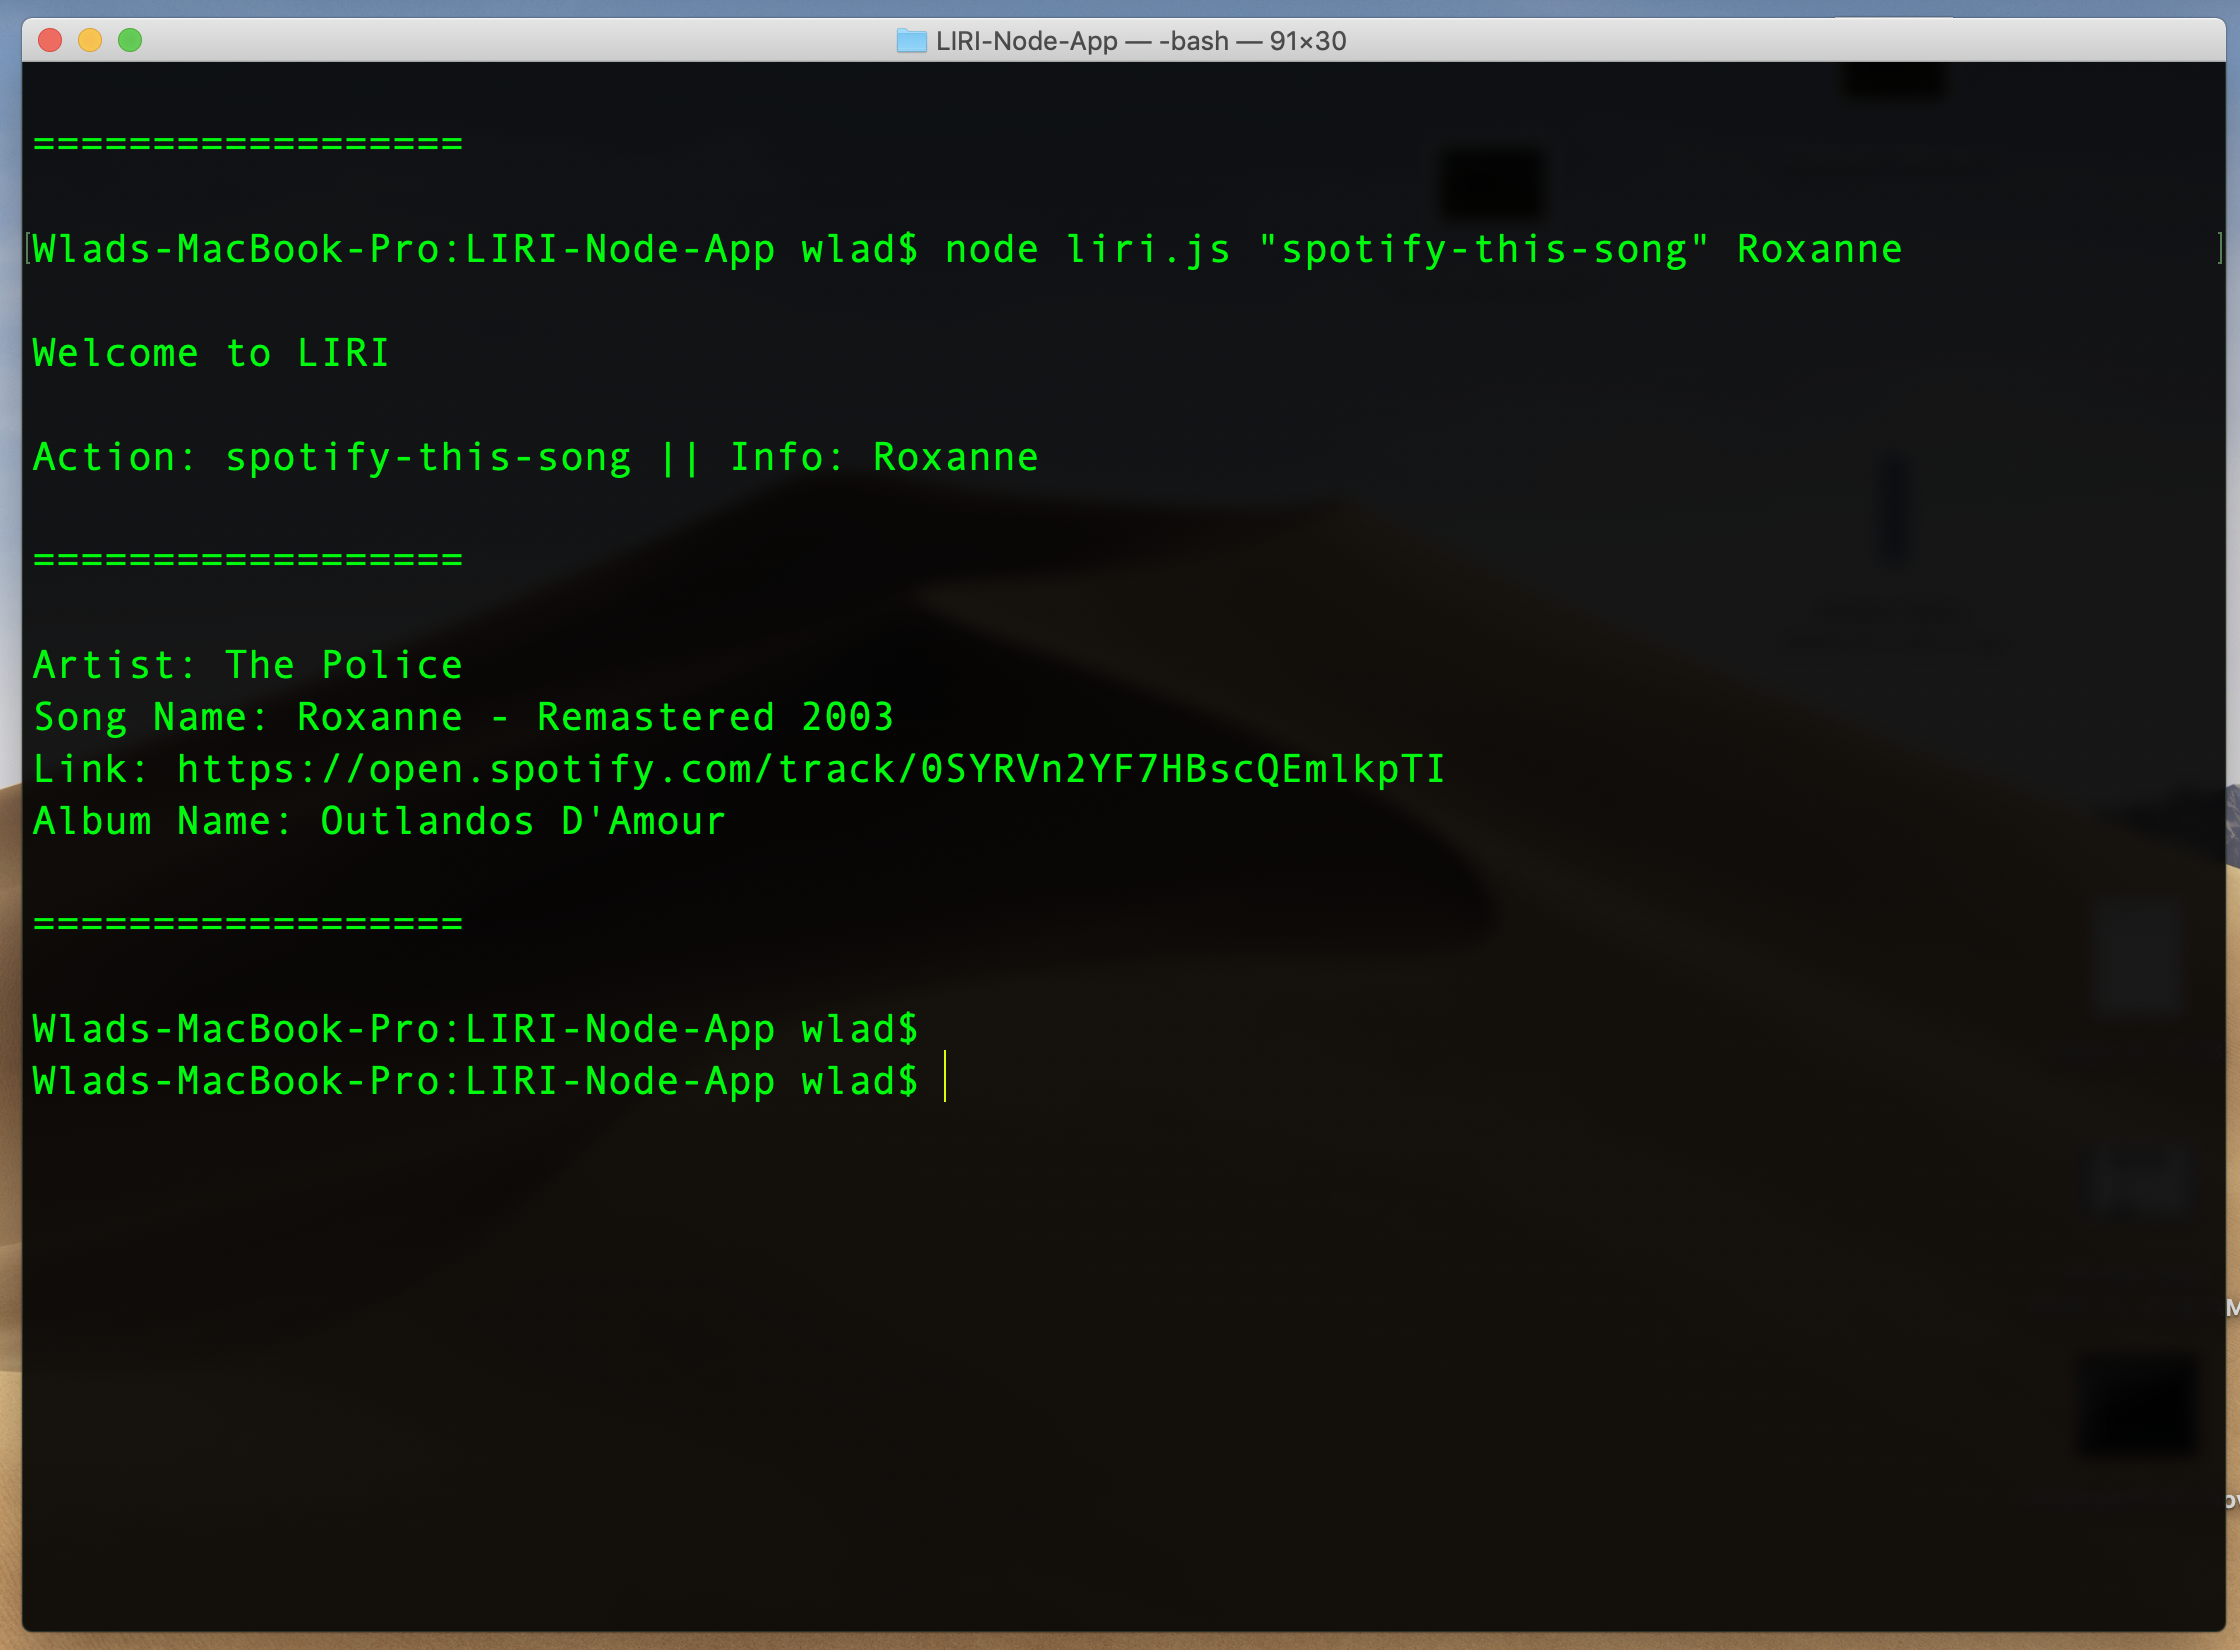 LIRI-Node-App — -bash — 91×30
==================
[Wlads-MacBook-Pro:LIRI-Node-App wlad$ node liri.js "spotify-this-song" Roxanne ]
Welcome to LIRI
Action: spotify-this-song || Info: Roxanne
==================
Artist: The Police
Song Name: Roxanne - Remastered 2003
Link: https://open.spotify.com/track/0SYRVn2YF7HBscQEmlkpTI
Album Name: Outlandos D'Amour
==================
Wlads-MacBook-Pro:LIRI-Node-App wlad$
Wlads-MacBook-Pro:LIRI-Node-App wlad$